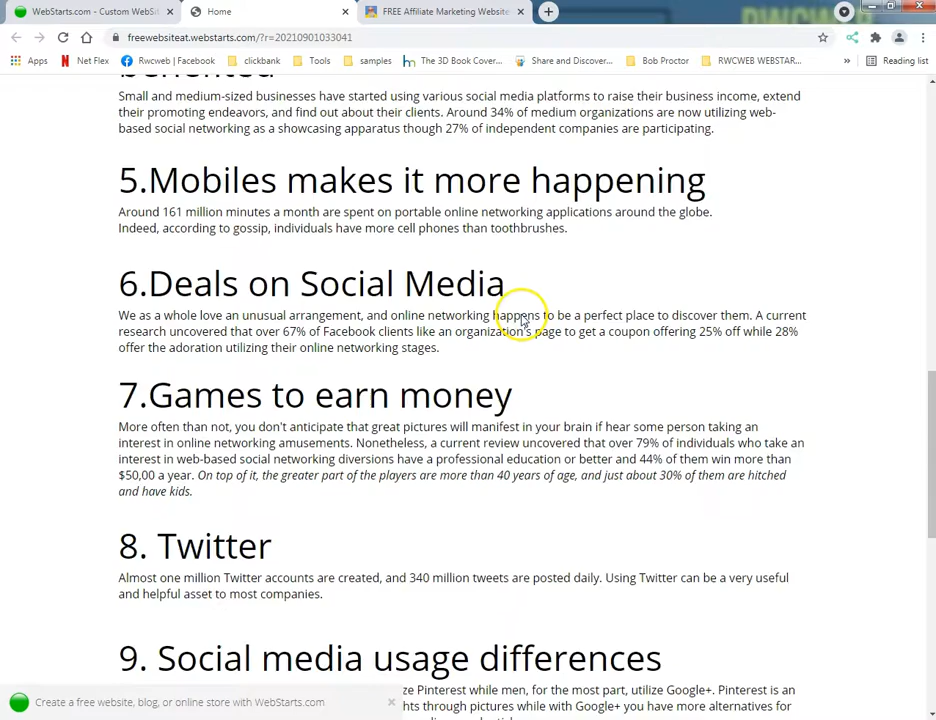 WebStarts.com - Custom WebSit
Home
FREE Affiliate Marketing Website
RWCWEB
freewebsiteat.webstarts.com/?r=20210901033041
Apps
Net Flex
Rwcweb | Facebook
clickbank
Tools
samples
The 3D Book Cover...
Share and Discover...
Bob Proctor
RWCWEB WEBSTAR...
»
Reading list
benefited
Small and medium-sized businesses have started using various social media platforms to raise their business income, extend
their promoting endeavors, and find out about their clients. Around 34% of medium organizations are now utilizing web-
based social networking as a showcasing apparatus though 27% of independent companies are participating.
5.Mobiles makes it more happening
Around 161 million minutes a month are spent on portable online networking applications around the globe.
Indeed, according to gossip, individuals have more cell phones than toothbrushes.
6.Deals on Social Media
We as a whole love an unusual arrangement, and online networking happens to be a perfect place to discover them. A current
research uncovered that over 67% of Facebook clients like an organization's page to get a coupon offering 25% off while 28%
offer the adoration utilizing their online networking stages.
7.Games to earn money
More often than not, you don't anticipate that great pictures will manifest in your brain if hear some person taking an
interest in online networking amusements. Nonetheless, a current review uncovered that over 79% of individuals who take an
interest in web-based social networking diversions have a professional education or better and 44% of them win more than
$50,00 a year. On top of it, the greater part of the players are more than 40 years of age, and just about 30% of them are hitched
and have kids.
8. Twitter
Almost one million Twitter accounts are created, and 340 million tweets are posted daily. Using Twitter can be a very useful
and helpful asset to most companies.
9. Social media usage differences
ze Pinterest while men, for the most part, utilize Google+. Pinterest is an
Create a free website, blog, or online store with WebStarts.com
hts through pictures while with Google+ you have more alternatives for